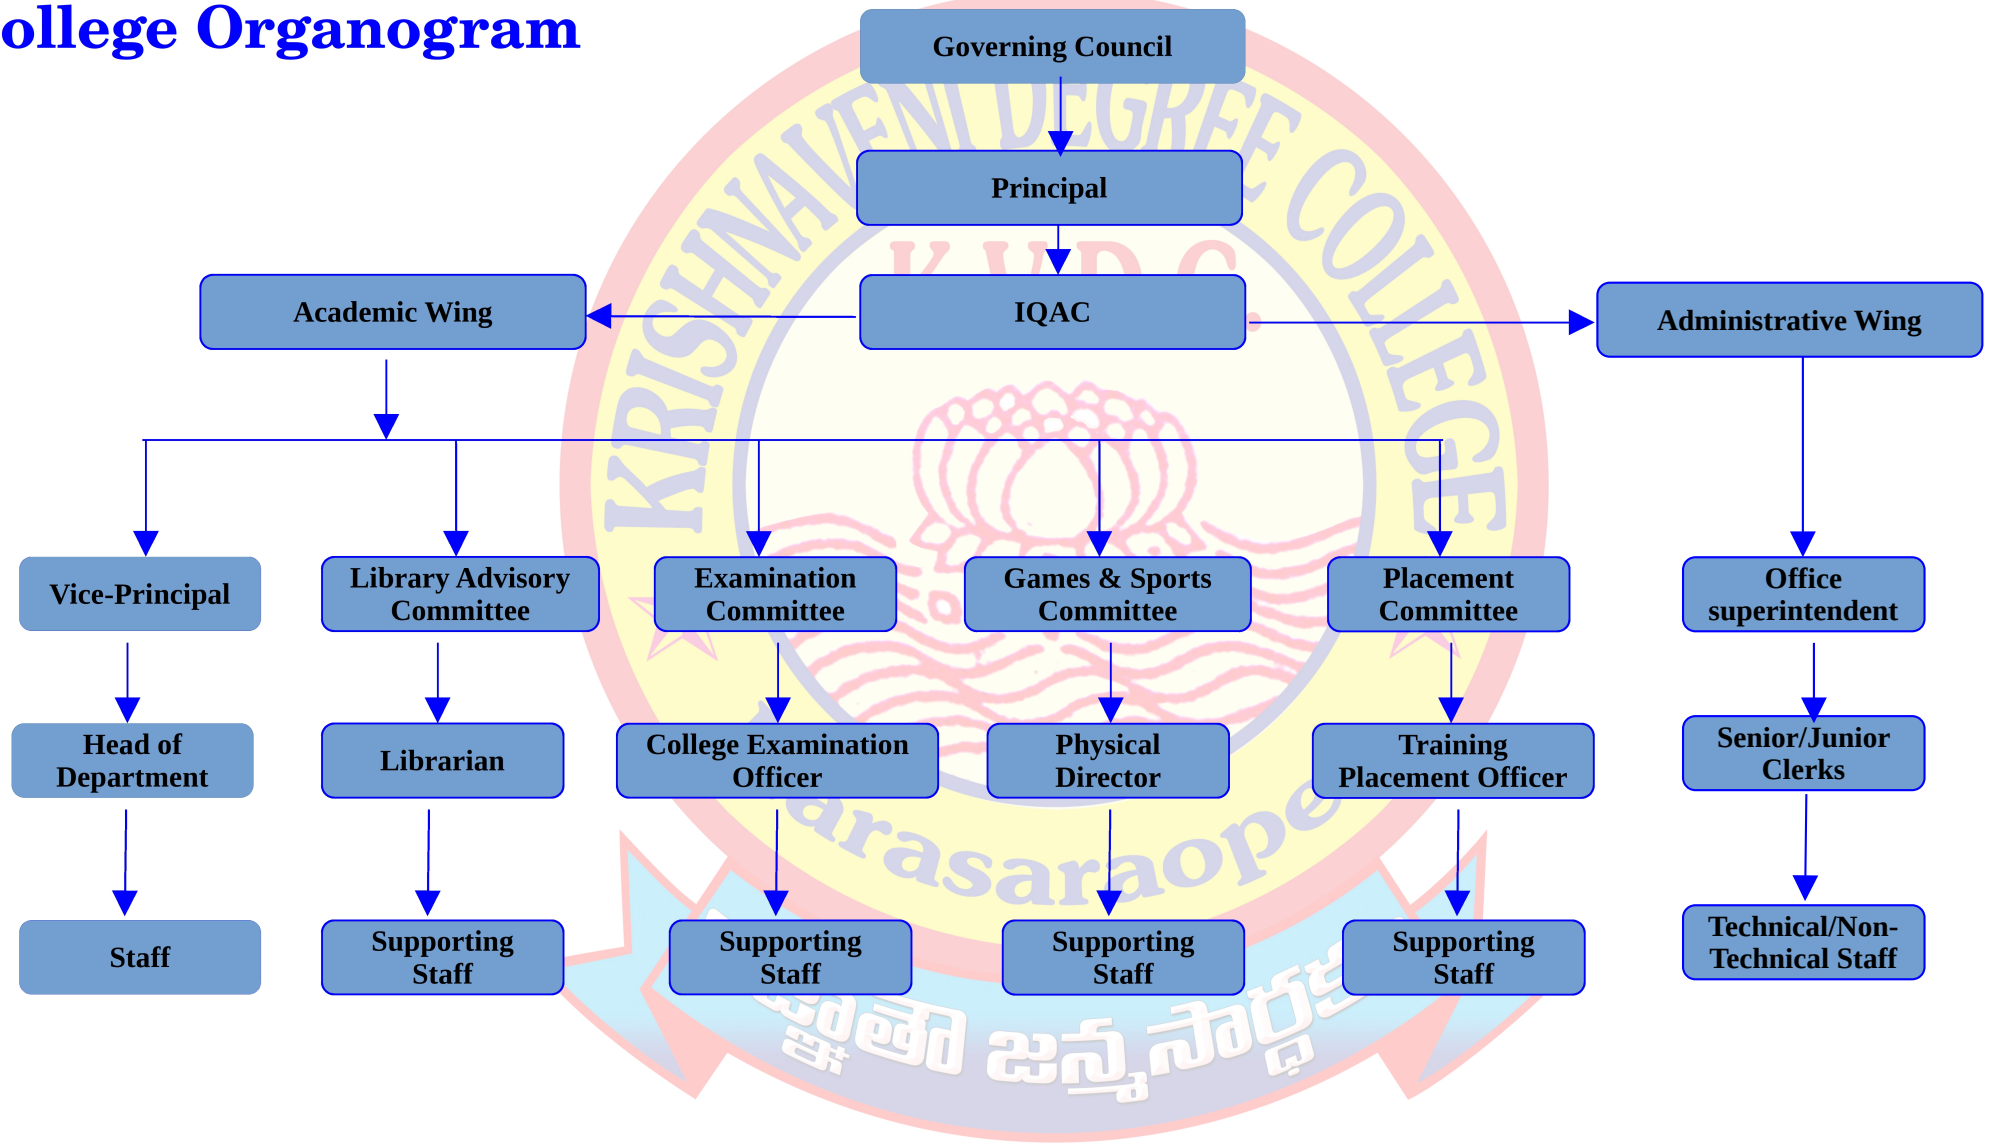 ollege Organogram
Governing Council
KRISHNAVENI DEGREE COLLEGE
Principal
K.V.D.C.
Academic Wing
IQAC
Administrative Wing
Vice-Principal
Library Advisory
Committee
Examination
Committee
Games & Sports
Committee
Placement
Committee
Office
superintendent
Head of
Department
Librarian
College Examination
Officer
Physical
Director
Training
Placement Officer
Senior/Junior
Clerks
arasaraope
Staff
Supporting
Staff
Supporting
Staff
Supporting
Staff
Supporting
Staff
Technical/Non-
Technical Staff
జన్మ